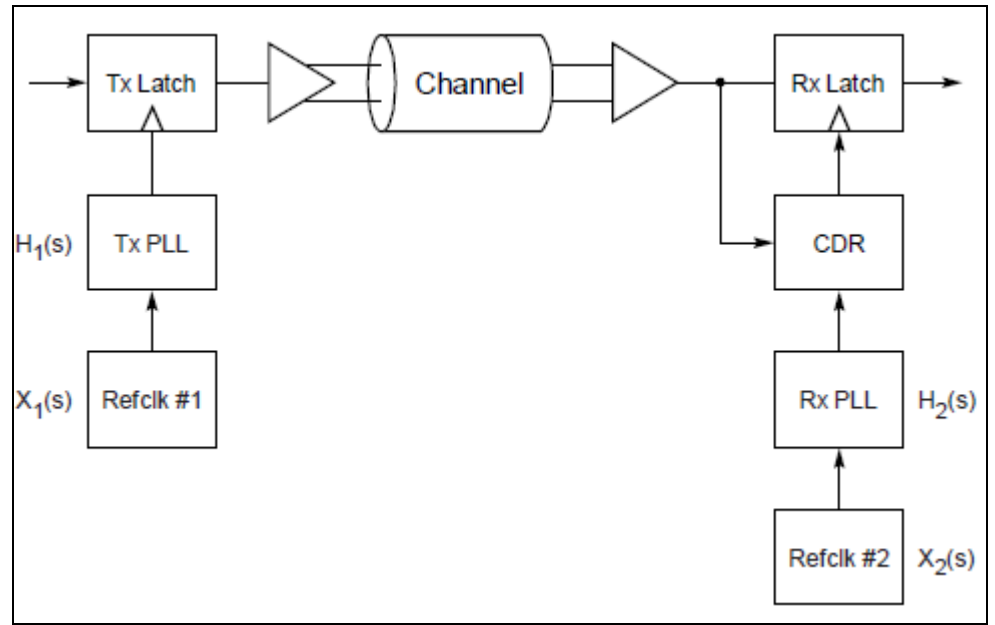 Tx Latch
Channel
Rx Latch
H1(s)
Tx PLL
CDR
X1(s)
Refclk #1
Rx PLL
H2(s)
Refclk #2
X2(s)